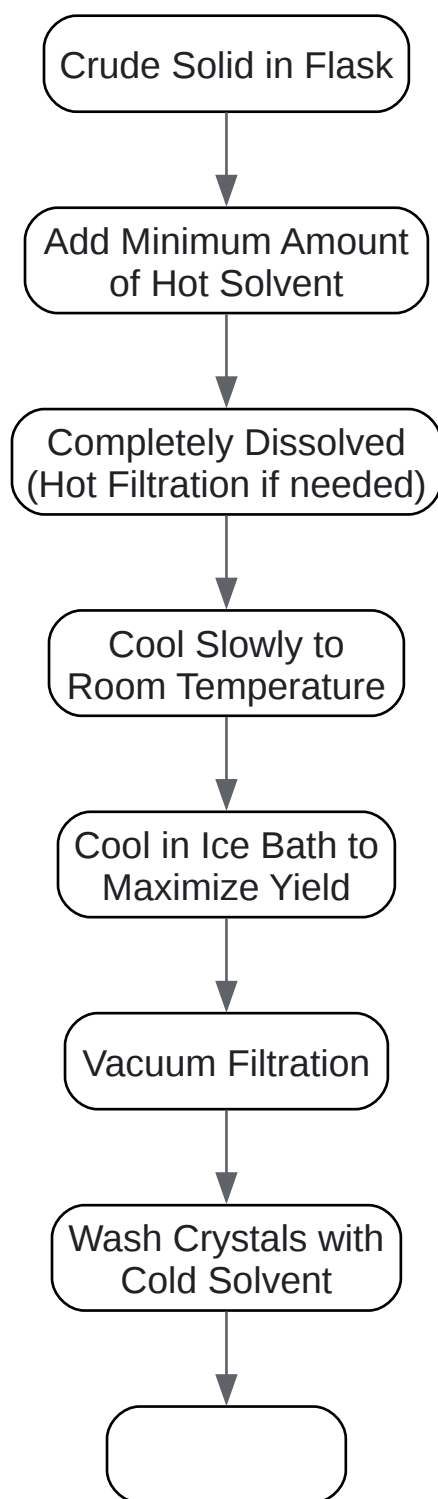 Crude Solid in Flask
Add Minimum Amount
of Hot Solvent
Completely Dissolved
(Hot Filtration if needed)
Cool Slowly to
Room Temperature
Cool in Ice Bath to
Maximize Yield
Vacuum Filtration
Wash Crystals with
Cold Solvent